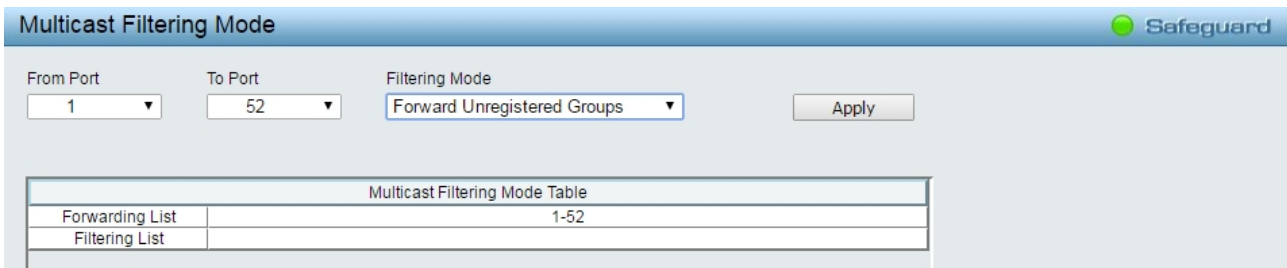 Multicast Filtering Mode
Safeguard
From Port To Port Filtering Mode
1 52 Forward Unregistered Groups Apply
Multicast Filtering Mode Table
Forwarding List 1-52
Filtering List